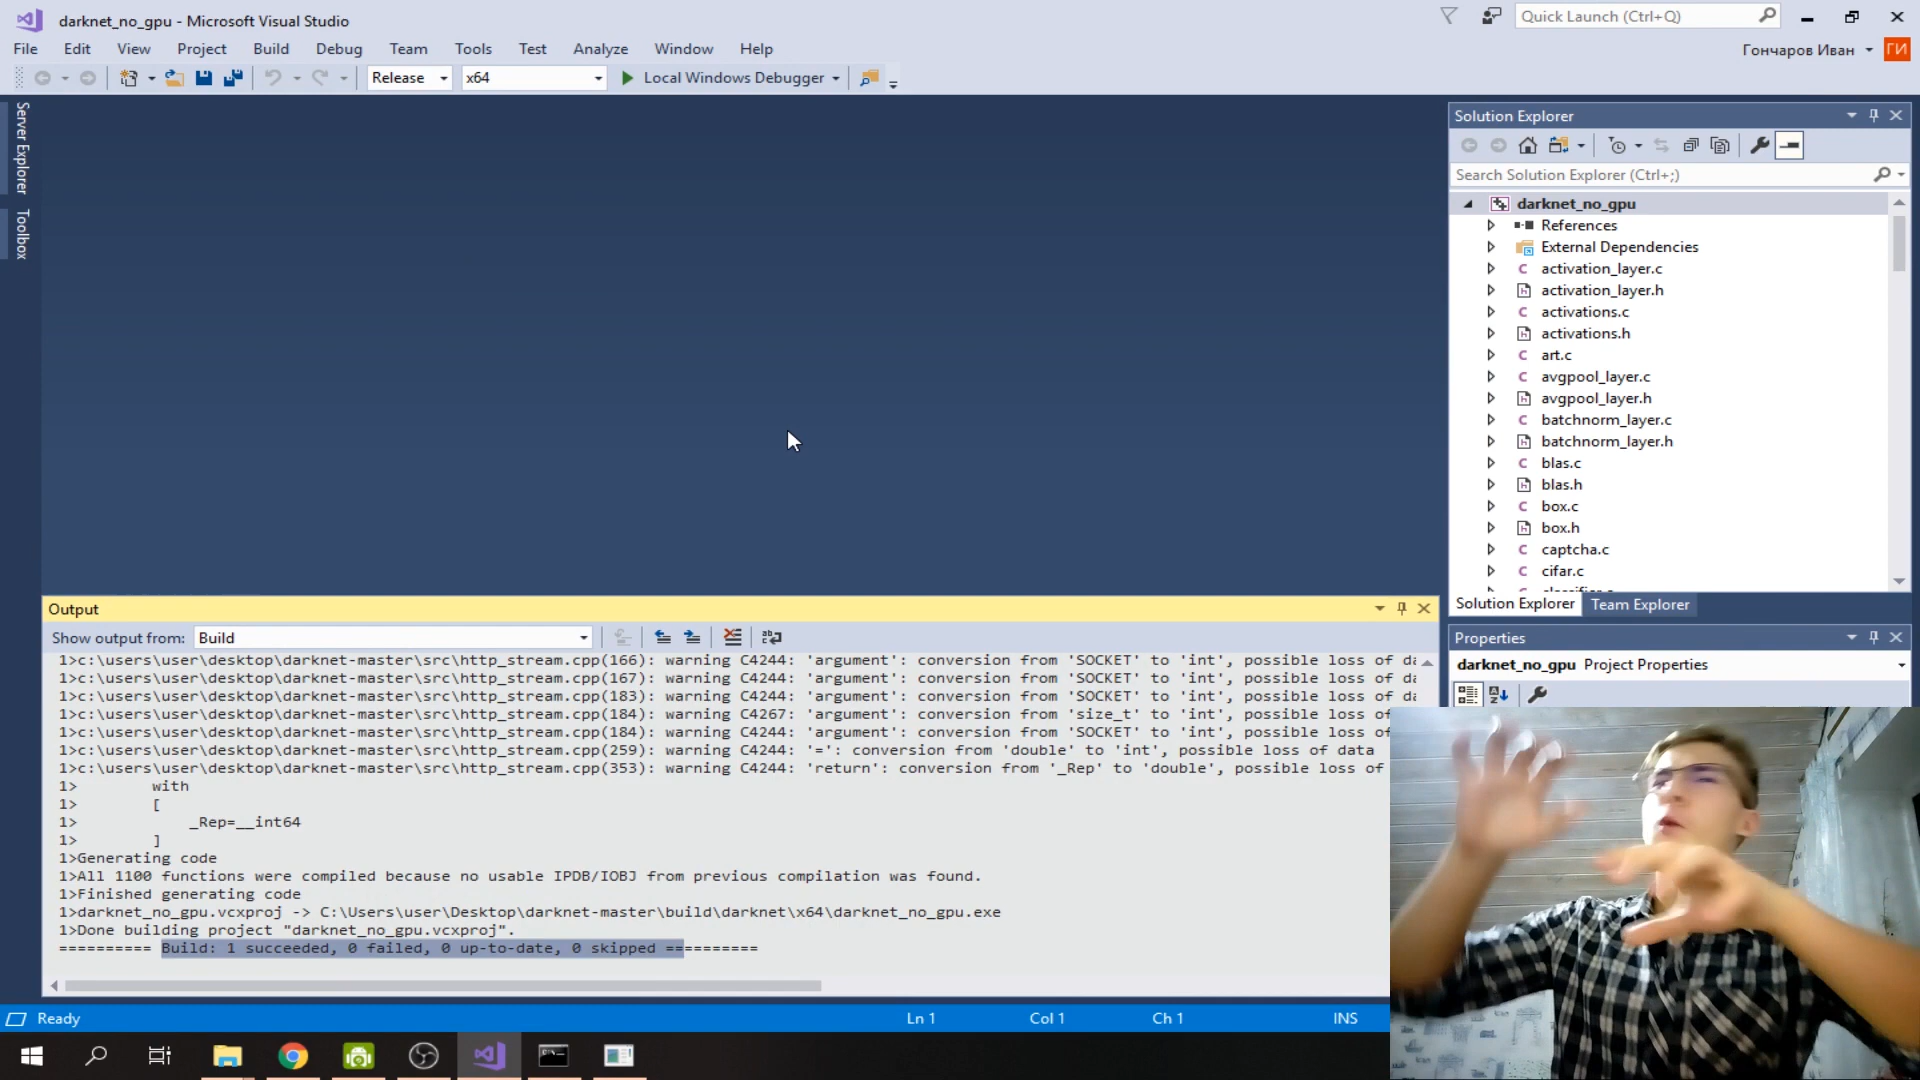 darknet_no_gpu - Microsoft Visual Studio
Quick Launch (Ctrl+Q)
File Edit View Project Build Debug Team Tools Test Analyze Window Help
Гончаров Иван
ГИ
Release
x64
Local Windows Debugger
Server Explorer
Toolbox
Solution Explorer
Search Solution Explorer (Ctrl+;)
darknet_no_gpu
References
External Dependencies
activation_layer.c
activation_layer.h
activations.c
activations.h
art.c
avgpool_layer.c
avgpool_layer.h
batchnorm_layer.c
batchnorm_layer.h
blas.c
blas.h
box.c
box.h
captcha.c
cifar.c
Solution Explorer
Team Explorer
Properties
darknet_no_gpu Project Properties
Output
Show output from: Build
1>c:\users\user\desktop\darknet-master\src\http_stream.cpp(166): warning C4244: 'argument': conversion from 'SOCKET' to 'int', possible loss of
1>c:\users\user\desktop\darknet-master\src\http_stream.cpp(167): warning C4244: 'argument': conversion from 'SOCKET' to 'int', possible loss of
1>c:\users\user\desktop\darknet-master\src\http_stream.cpp(183): warning C4244: 'argument': conversion from 'SOCKET' to 'int', possible loss of
1>c:\users\user\desktop\darknet-master\src\http_stream.cpp(184): warning C4267: 'argument': conversion from 'size_t' to 'int', possible loss of
1>c:\users\user\desktop\darknet-master\src\http_stream.cpp(184): warning C4244: 'argument': conversion from 'SOCKET' to 'int', possible loss of
1>c:\users\user\desktop\darknet-master\src\http_stream.cpp(259): warning C4244: '=': conversion from 'double' to 'int', possible loss of data
1>c:\users\user\desktop\darknet-master\src\http_stream.cpp(353): warning C4244: 'return': conversion from '_Rep' to 'double', possible loss of
1> with
1> [
1> _Rep=__int64
1> ]
1>Generating code
1>All 1100 functions were compiled because no usable IPDB/IOBJ from previous compilation was found.
1>Finished generating code
1>darknet_no_gpu.vcxproj -> C:\Users\user\Desktop\darknet-master\build\darknet\x64\darknet_no_gpu.exe
1>Done building project "darknet_no_gpu.vcxproj".
========== Build: 1 succeeded, 0 failed, 0 up-to-date, 0 skipped ==========
Ready
Ln 1 Col 1 Ch 1 INS